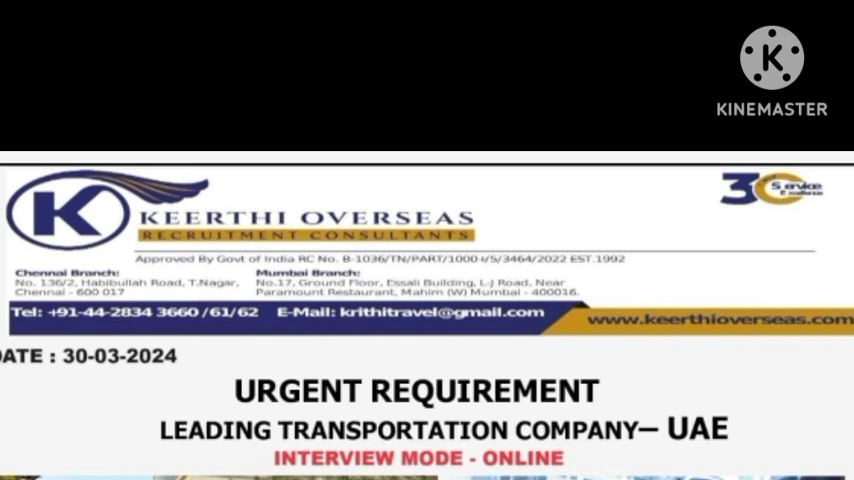 KINEMASTER
30
Service
KEERTHI OVERSEAS
RECRUITMENT CONSULTANTS
Approved By Govt of India RC No. B-1036/TN/PART/1000+/5/3464/2022 EST.1992
Chennai Branch:
No. 136/2, Habibullah Road, T.Nagar,
Chennai - 600 017
Mumbai Branch:
No.17, Ground Floor, Essali Building, L-J Road, Near
Paramount Restaurant, Mahim (W) Mumbai - 400016.
Tel: +91-44-2834 3660 /61/62 E-Mail: krithitravel@gmail.com
www.keerthioverseas.com
DATE : 30-03-2024
URGENT REQUIREMENT
LEADING TRANSPORTATION COMPANY– UAE
INTERVIEW MODE - ONLINE